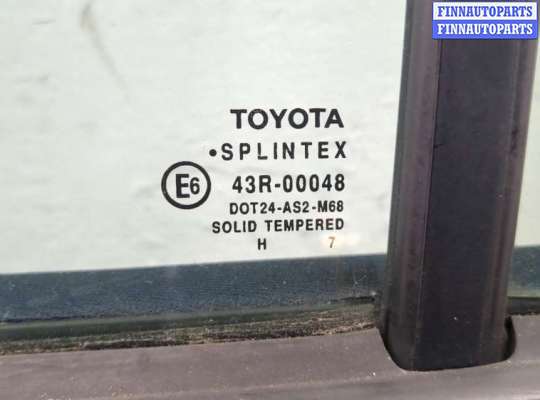 FINNAUTOPARTS
FINNAUTOPARTS
TOYOTA
•SPLINTEX
E6 43R-00048
DOT24-AS2-M68
SOLID TEMPERED
H 7